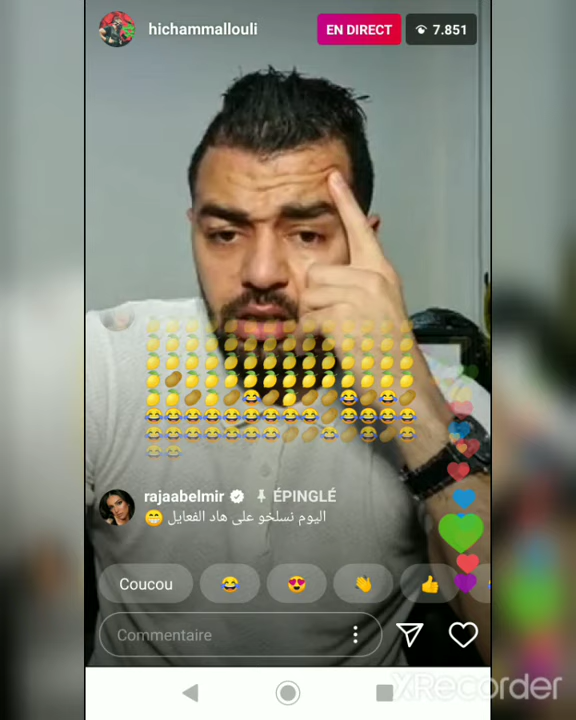 hichammallouli
EN DIRECT
7.851
rajaabelmir
ÉPINGLÉ
اليوم نسلخو على هاد الفعايل
Coucou
Commentaire
XRecorder